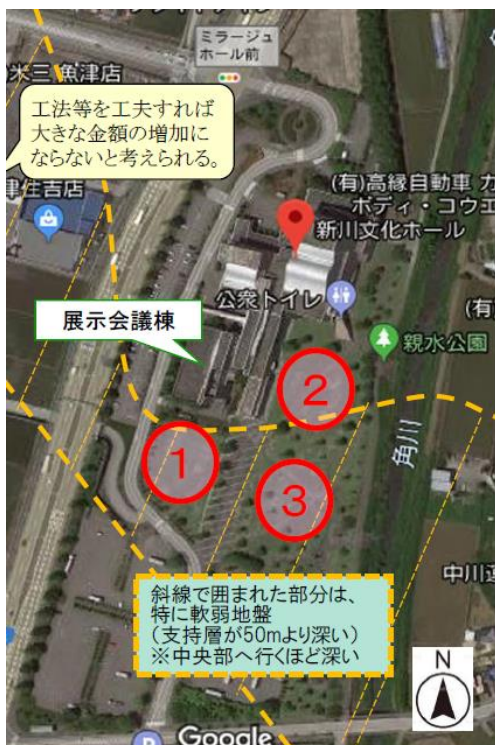 ミラージュ
ホール前
米三 魚津店
工法等を工夫すれば
大きな金額の増加に
ならないと考えられる。
津住吉店
(有)高縁自動車 カ
ボディ・コウエ
新川文化ホール
公衆トイレ
(有)
展示会議棟
親水公園
②
角川
①
③
中川
斜線で囲まれた部分は、
特に軟弱地盤
(支持層が50mより深い)
※中央部へ行くほど深い
N
Google